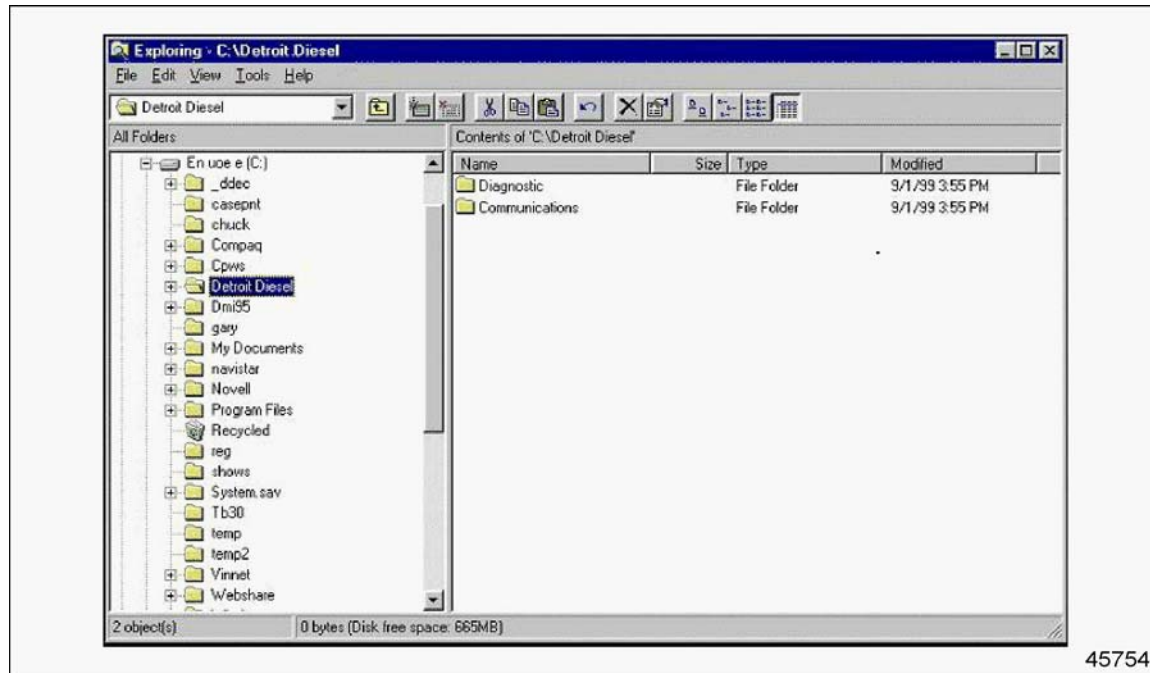 Exploring - C:\Detroit Diesel
File Edit View Tools Help
Detroit Diesel
All Folders
Contents of 'C:\Detroit Diesel'
(C:)
_ddec
casepnt
chuck
Compaq
Cpws
Detroit Diesel
Dmi95
gary
My Documents
navistar
Novell
Program Files
Recycled
reg
shows
System.sav
Tb30
temp
temp2
Vinnet
Webshare
Name Size Type Modified
Diagnostic File Folder 9/1/99 3:55 PM
Communications File Folder 9/1/99 3:55 PM
2 object(s) 0 bytes (Disk free space: 665MB)
45754